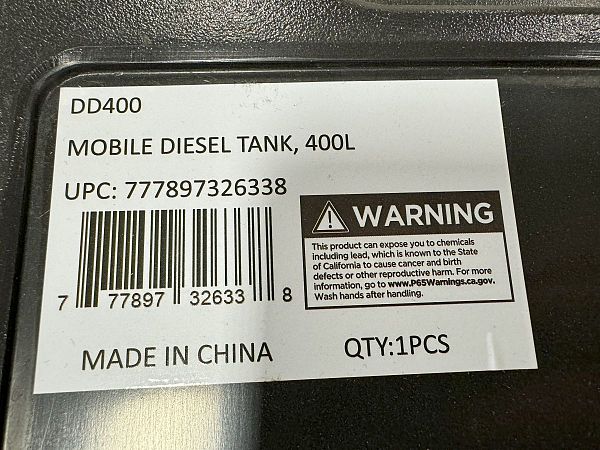 DD400
MOBILE DIESEL TANK, 400L
UPC: 777897326338
7 77897 32633 8
WARNING
This product can expose you to chemicals
including lead, which is known to the State
of California to cause cancer and birth
defects or other reproductive harm. For more
information, go to www.P65Warnings.ca.gov.
Wash hands after handling.
MADE IN CHINA
QTY:1PCS